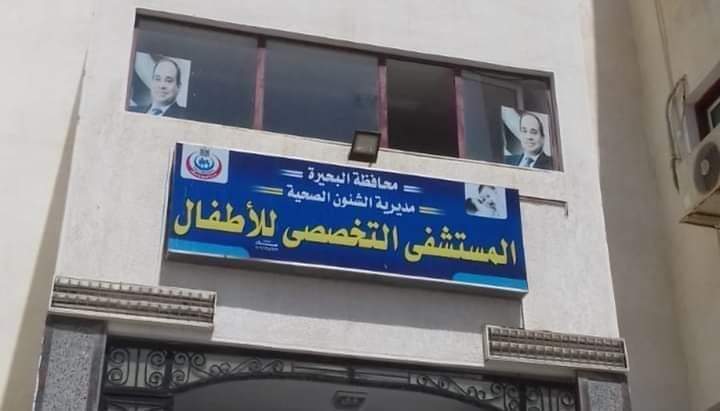 محافظة البحيرة
مديرية الشئون الصحية
المستشفى التخصصى للأطفال